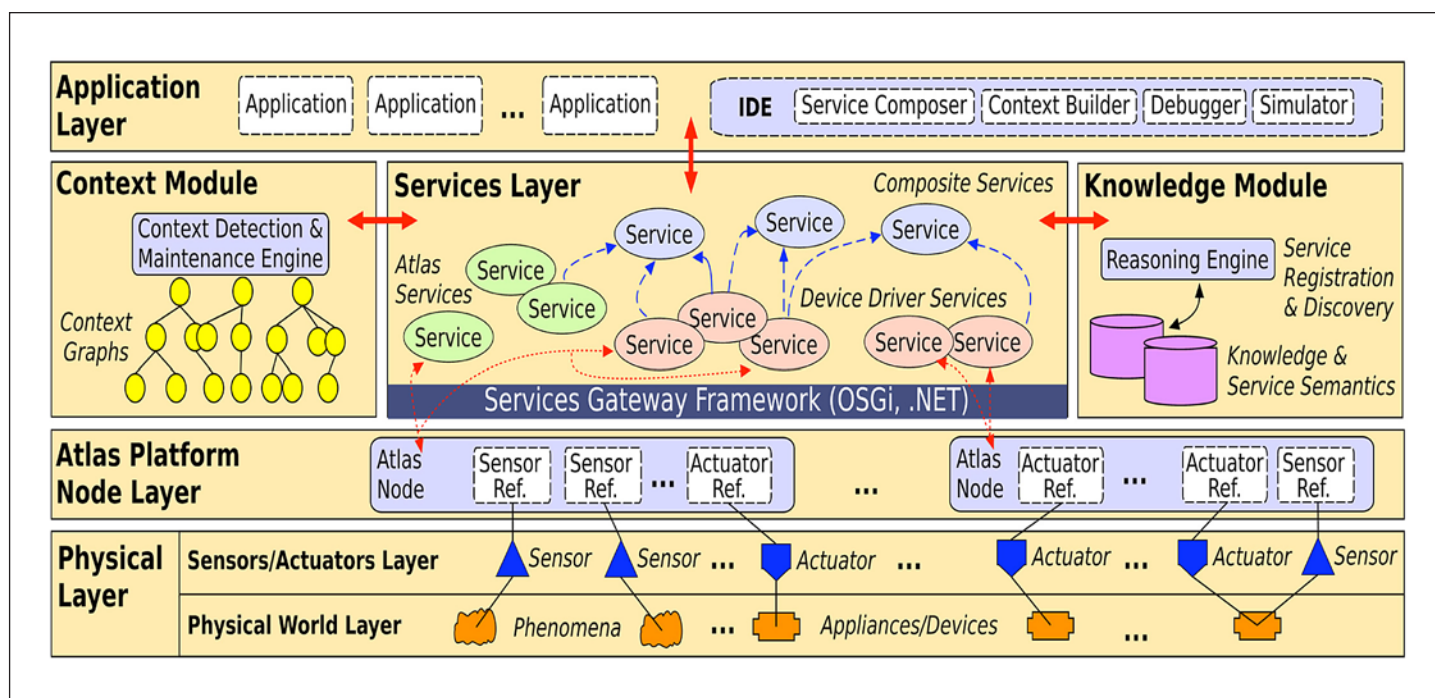 Application
Layer
Application
Application
...
Application
IDE
Service Composer
Context Builder
Debugger
Simulator
Context Module
Context Detection &
Maintenance Engine
Context
Graphs
Services Layer
Composite Services
Service
Service
Service
Atlas
Services
Service
Service
Service
Device Driver Services
Service
Service
Service
Service
Service
Services Gateway Framework (OSGi, .NET)
Knowledge Module
Reasoning Engine
Service
Registration
& Discovery
Knowledge &
Service Semantics
Atlas Platform
Node Layer
Atlas
Node
Sensor
Ref.
Sensor
Ref.
...
Actuator
Ref.
...
Atlas
Node
Actuator
Ref.
...
Actuator
Ref.
Sensor
Ref.
Physical
Layer
Sensors/Actuators Layer
Sensor
Sensor
...
Actuator
...
Actuator
...
Actuator
Sensor
Physical World Layer
Phenomena
...
Appliances/Devices
...